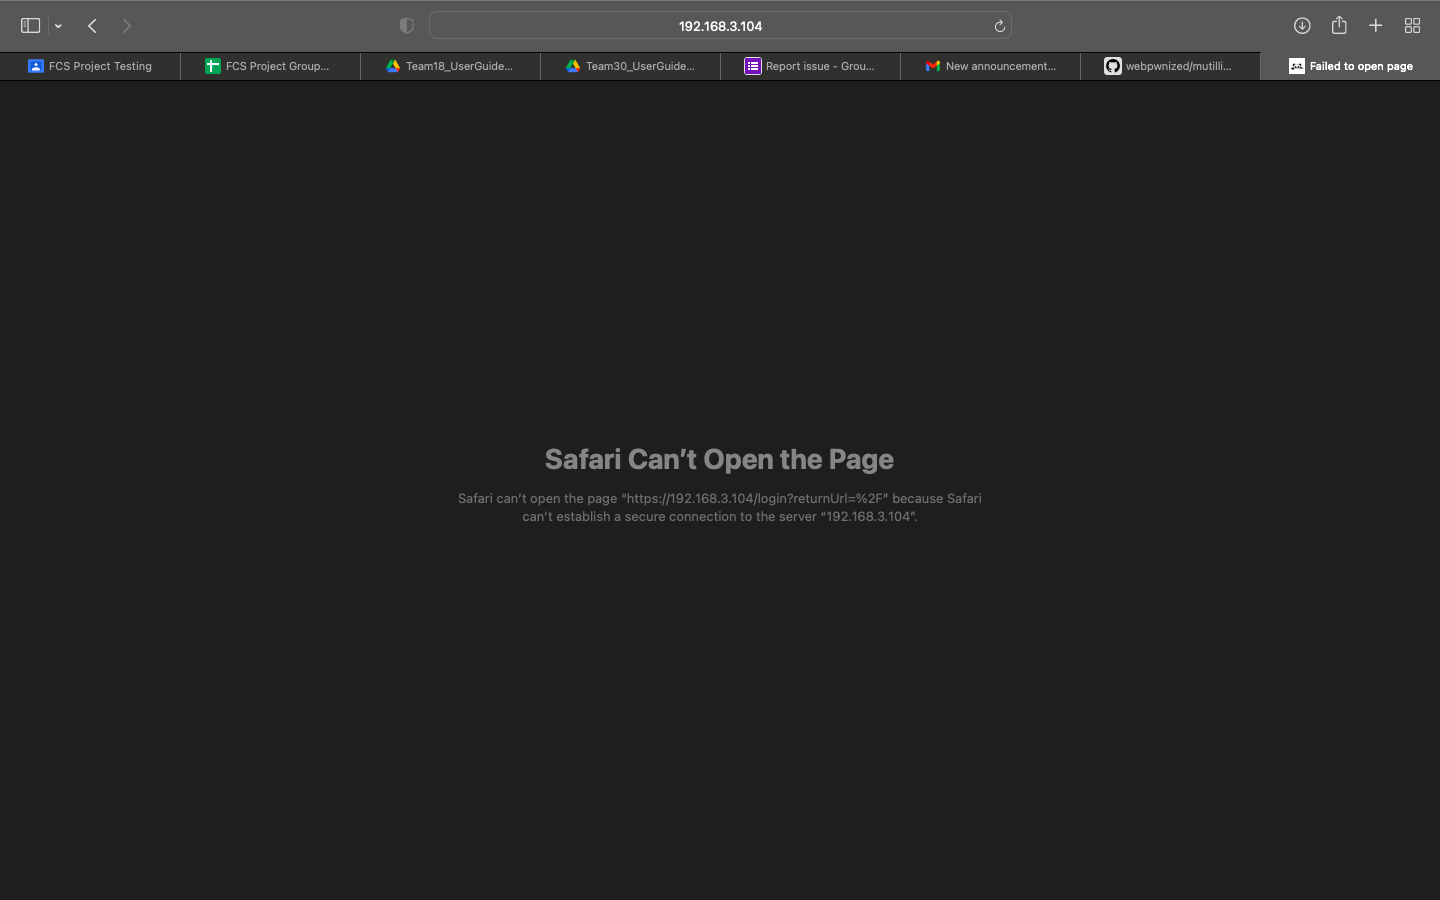 192.168.3.104
FCS Project Testing
FCS Project Group...
Team18_UserGuide...
Team30_UserGuide...
Report issue - Grou...
New announcement...
webpwnized/mutilli...
Failed to open page
Safari Can’t Open the Page
Safari can’t open the page “https://192.168.3.104/login?returnUrl=%2F” because Safari
can’t establish a secure connection to the server “192.168.3.104”.